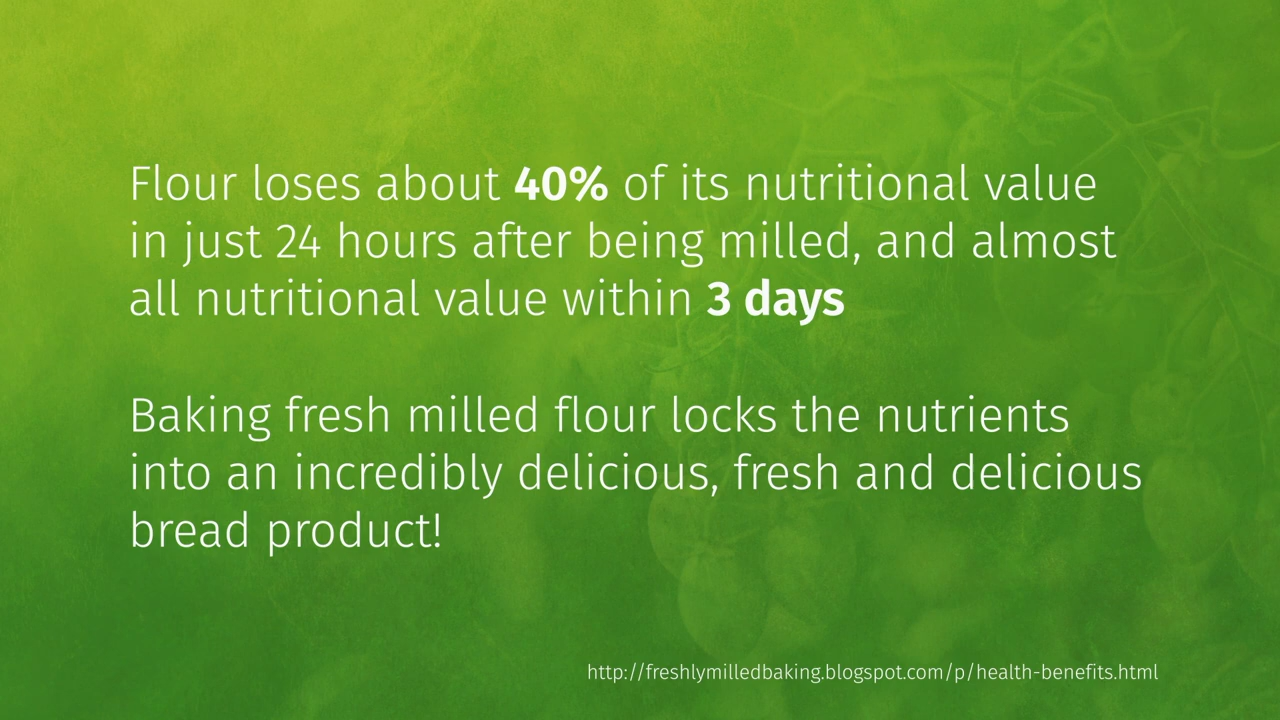 Flour loses about 40% of its nutritional value
in just 24 hours after being milled, and almost
all nutritional value within 3 days
Baking fresh milled flour locks the nutrients
into an incredibly delicious, fresh and delicious
bread product!
http://freshlymilledbaking.blogspot.com/p/health-benefits.html